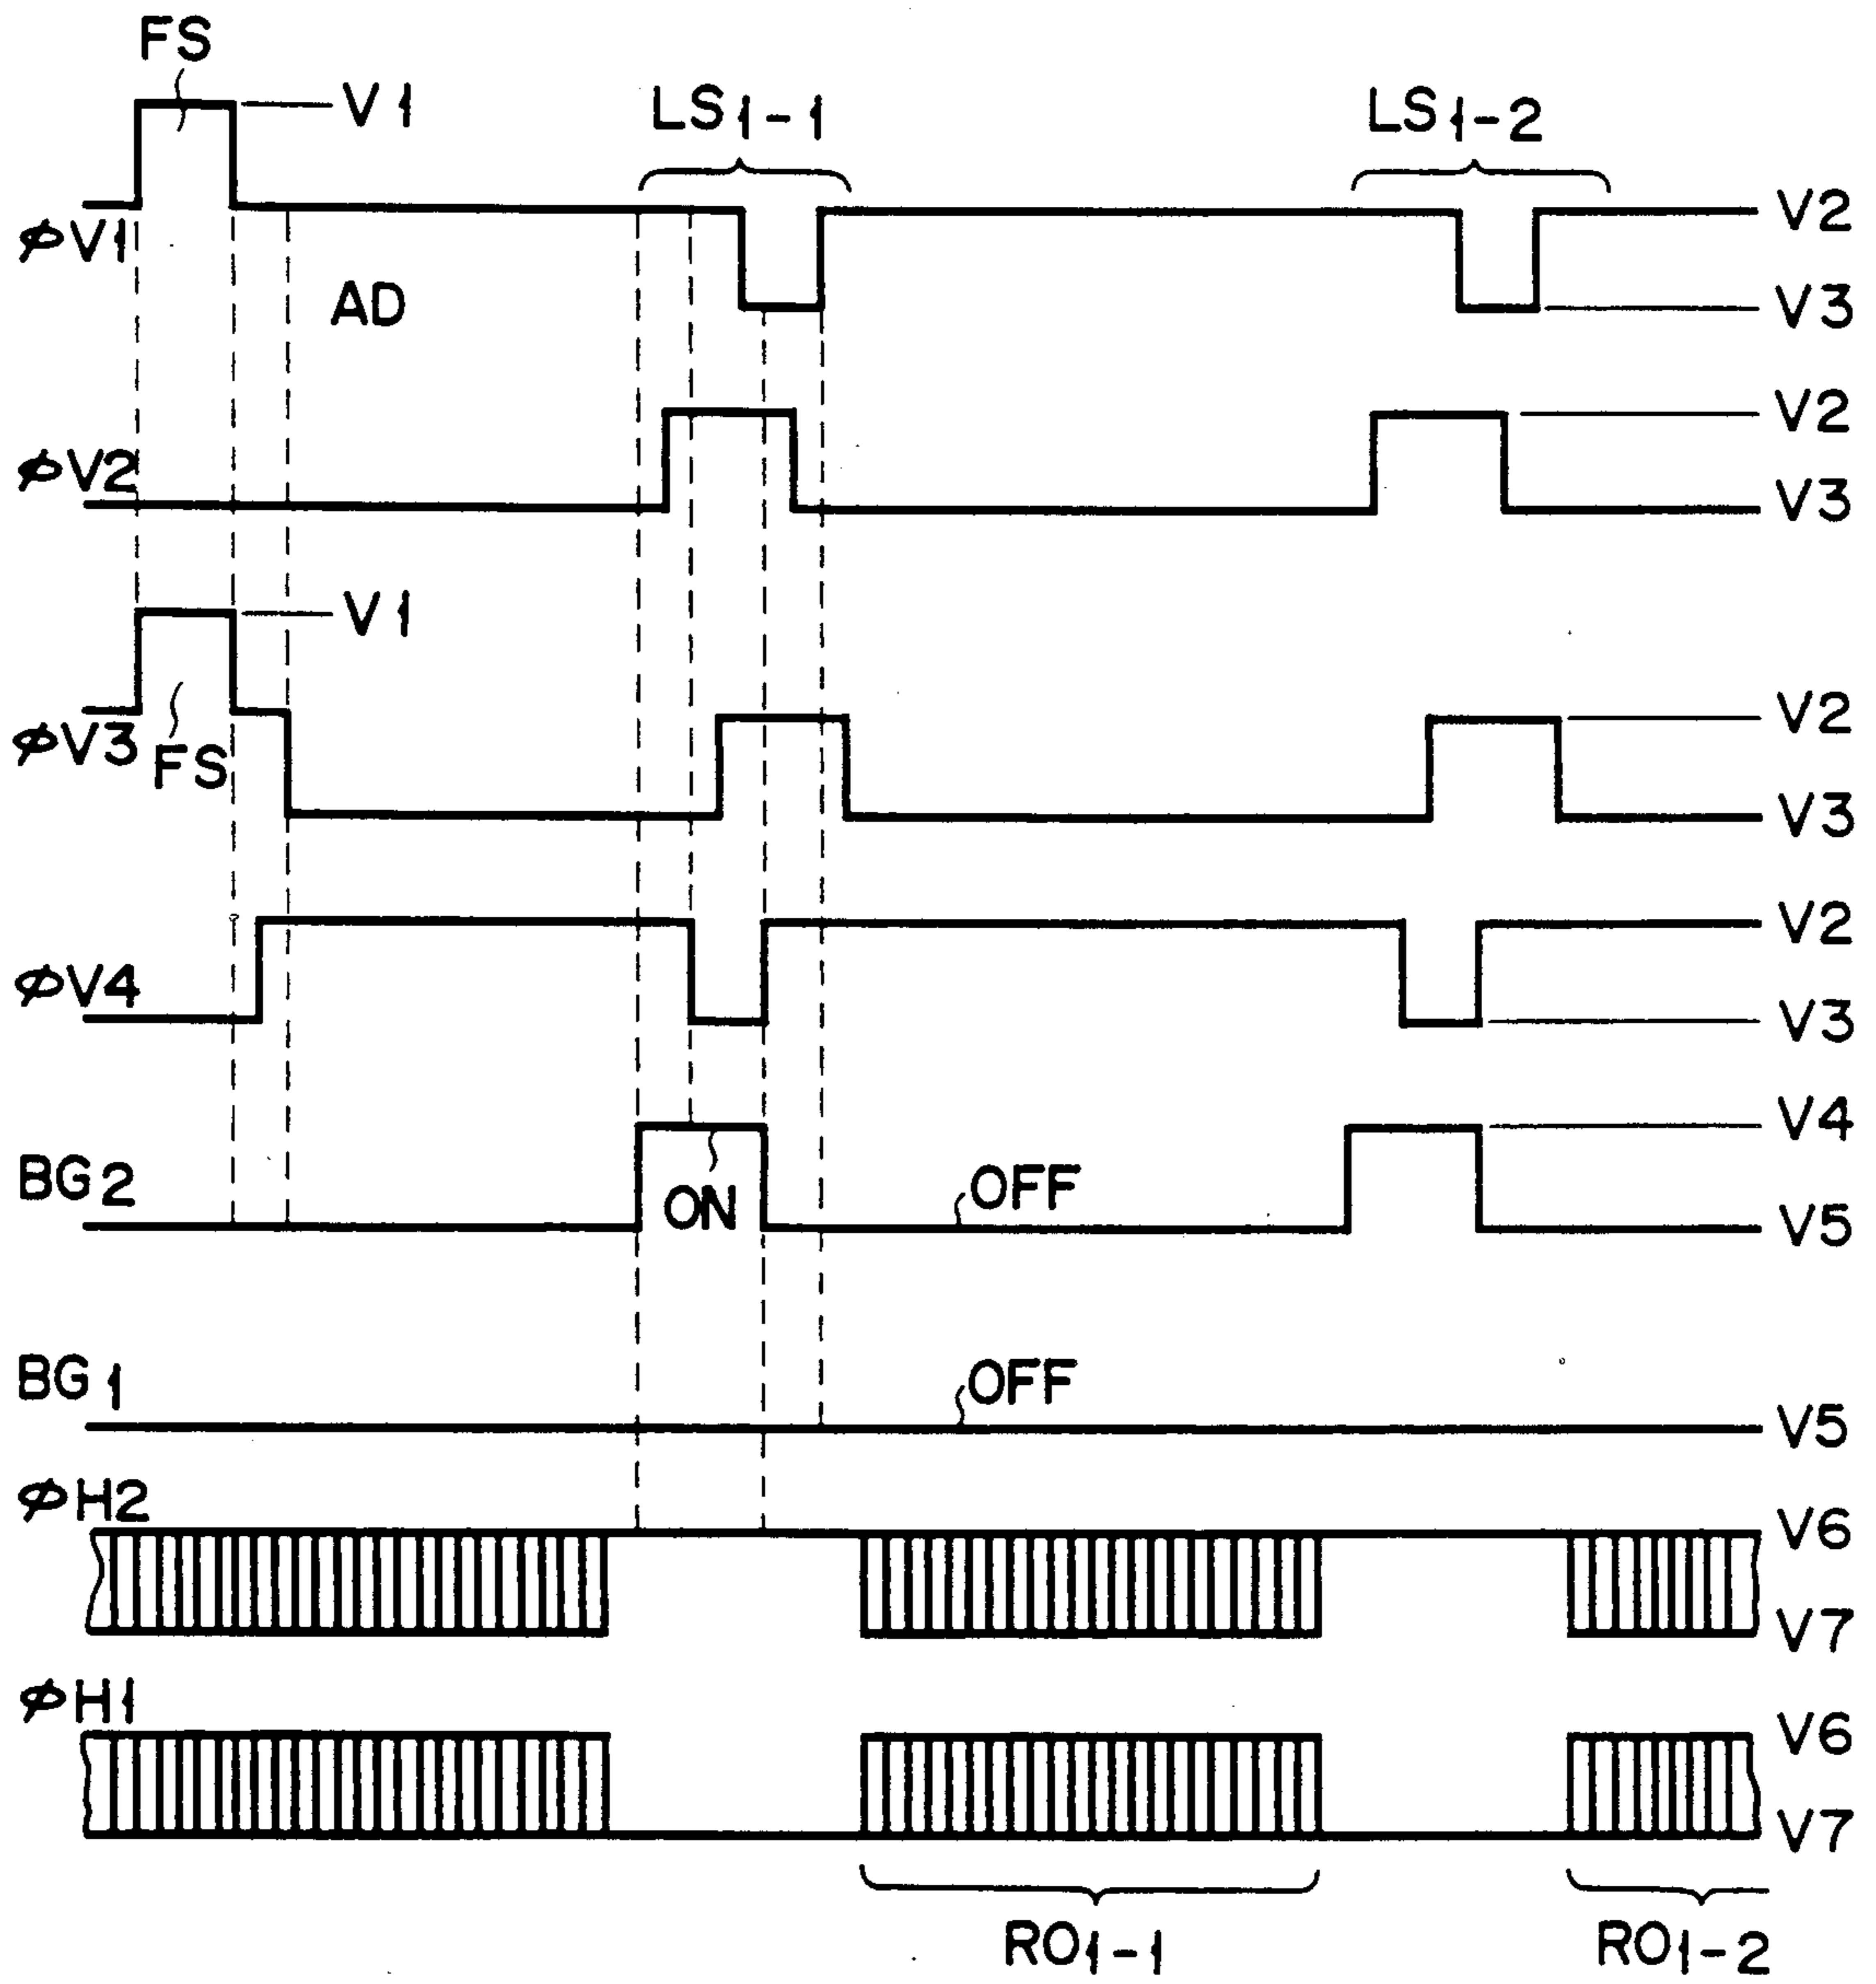 FS
V1
LS1-1
LS1-2
φV1
V2
AD
V3
V2
φV2
V3
V1
V2
φV3
FS
V3
V2
φV4
V3
V4
BG2
ON
OFF
V5
BG1
OFF
V5
φH2
V6
V7
φH1
V6
V7
RO1-1
RO1-2